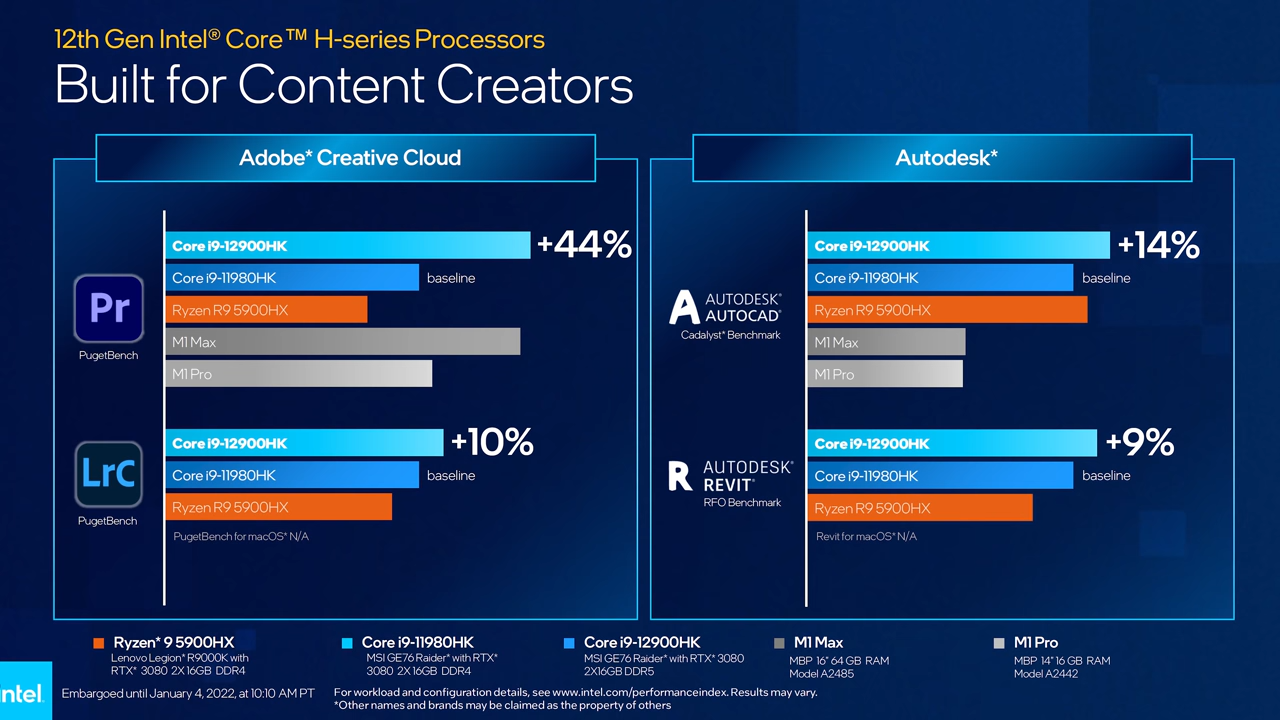 12th Gen Intel® Core™ H-series Processors
Built for Content Creators
Adobe* Creative Cloud
Pr
PugetBench
Core i9-12900HK
+44%
Core i9-11980HK
baseline
Ryzen R9 5900HX
M1 Max
M1 Pro
LrC
PugetBench
Core i9-12900HK
+10%
Core i9-11980HK
baseline
Ryzen R9 5900HX
PugetBench for macOS* N/A
Autodesk*
A AUTODESK®
AUTOCAD®
Cadalyst* Benchmark
Core i9-12900HK
+14%
Core i9-11980HK
baseline
Ryzen R9 5900HX
M1 Max
M1 Pro
R AUTODESK®
REVIT®
RFO Benchmark
Core i9-12900HK
+9%
Core i9-11980HK
baseline
Ryzen R9 5900HX
Revit for macOS* N/A
Ryzen* 9 5900HX
Lenovo Legion* R9000K with
RTX* 3080 2X 16GB DDR4
Core i9-11980HK
MSI GE76 Raider* with RTX*
3080 2X 16GB DDR4
Core i9-12900HK
MSI GE76 Raider* with RTX* 3080
2X16GB DDR5
M1 Max
MBP 16" 64 GB RAM
Model A2485
M1 Pro
MBP 14" 16 GB RAM
Model A2442
intel.
Embargoed until January 4, 2022, at 10:10 AM PT
For workload and configuration details, see www.intel.com/performanceindex. Results may vary.
*Other names and brands may be claimed as the property of others